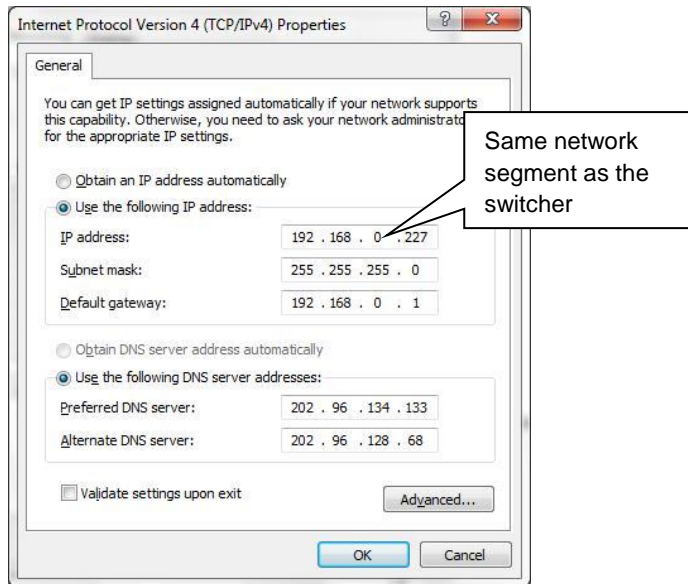 Internet Protocol Version 4 (TCP/IPv4) Properties
General
You can get IP settings assigned automatically if your network supports
this capability. Otherwise, you need to ask your network administrato
for the appropriate IP settings.
Same network
segment as the
switcher
Obtain an IP address automatically
Use the following IP address:
IP address: 192 . 168 . 0 . 227
Subnet mask: 255 . 255 . 255 . 0
Default gateway: 192 . 168 . 0 . 1
Obtain DNS server address automatically
Use the following DNS server addresses:
Preferred DNS server: 202 . 96 . 134 . 133
Alternate DNS server: 202 . 96 . 128 . 68
Validate settings upon exit
Advanced...
OK Cancel